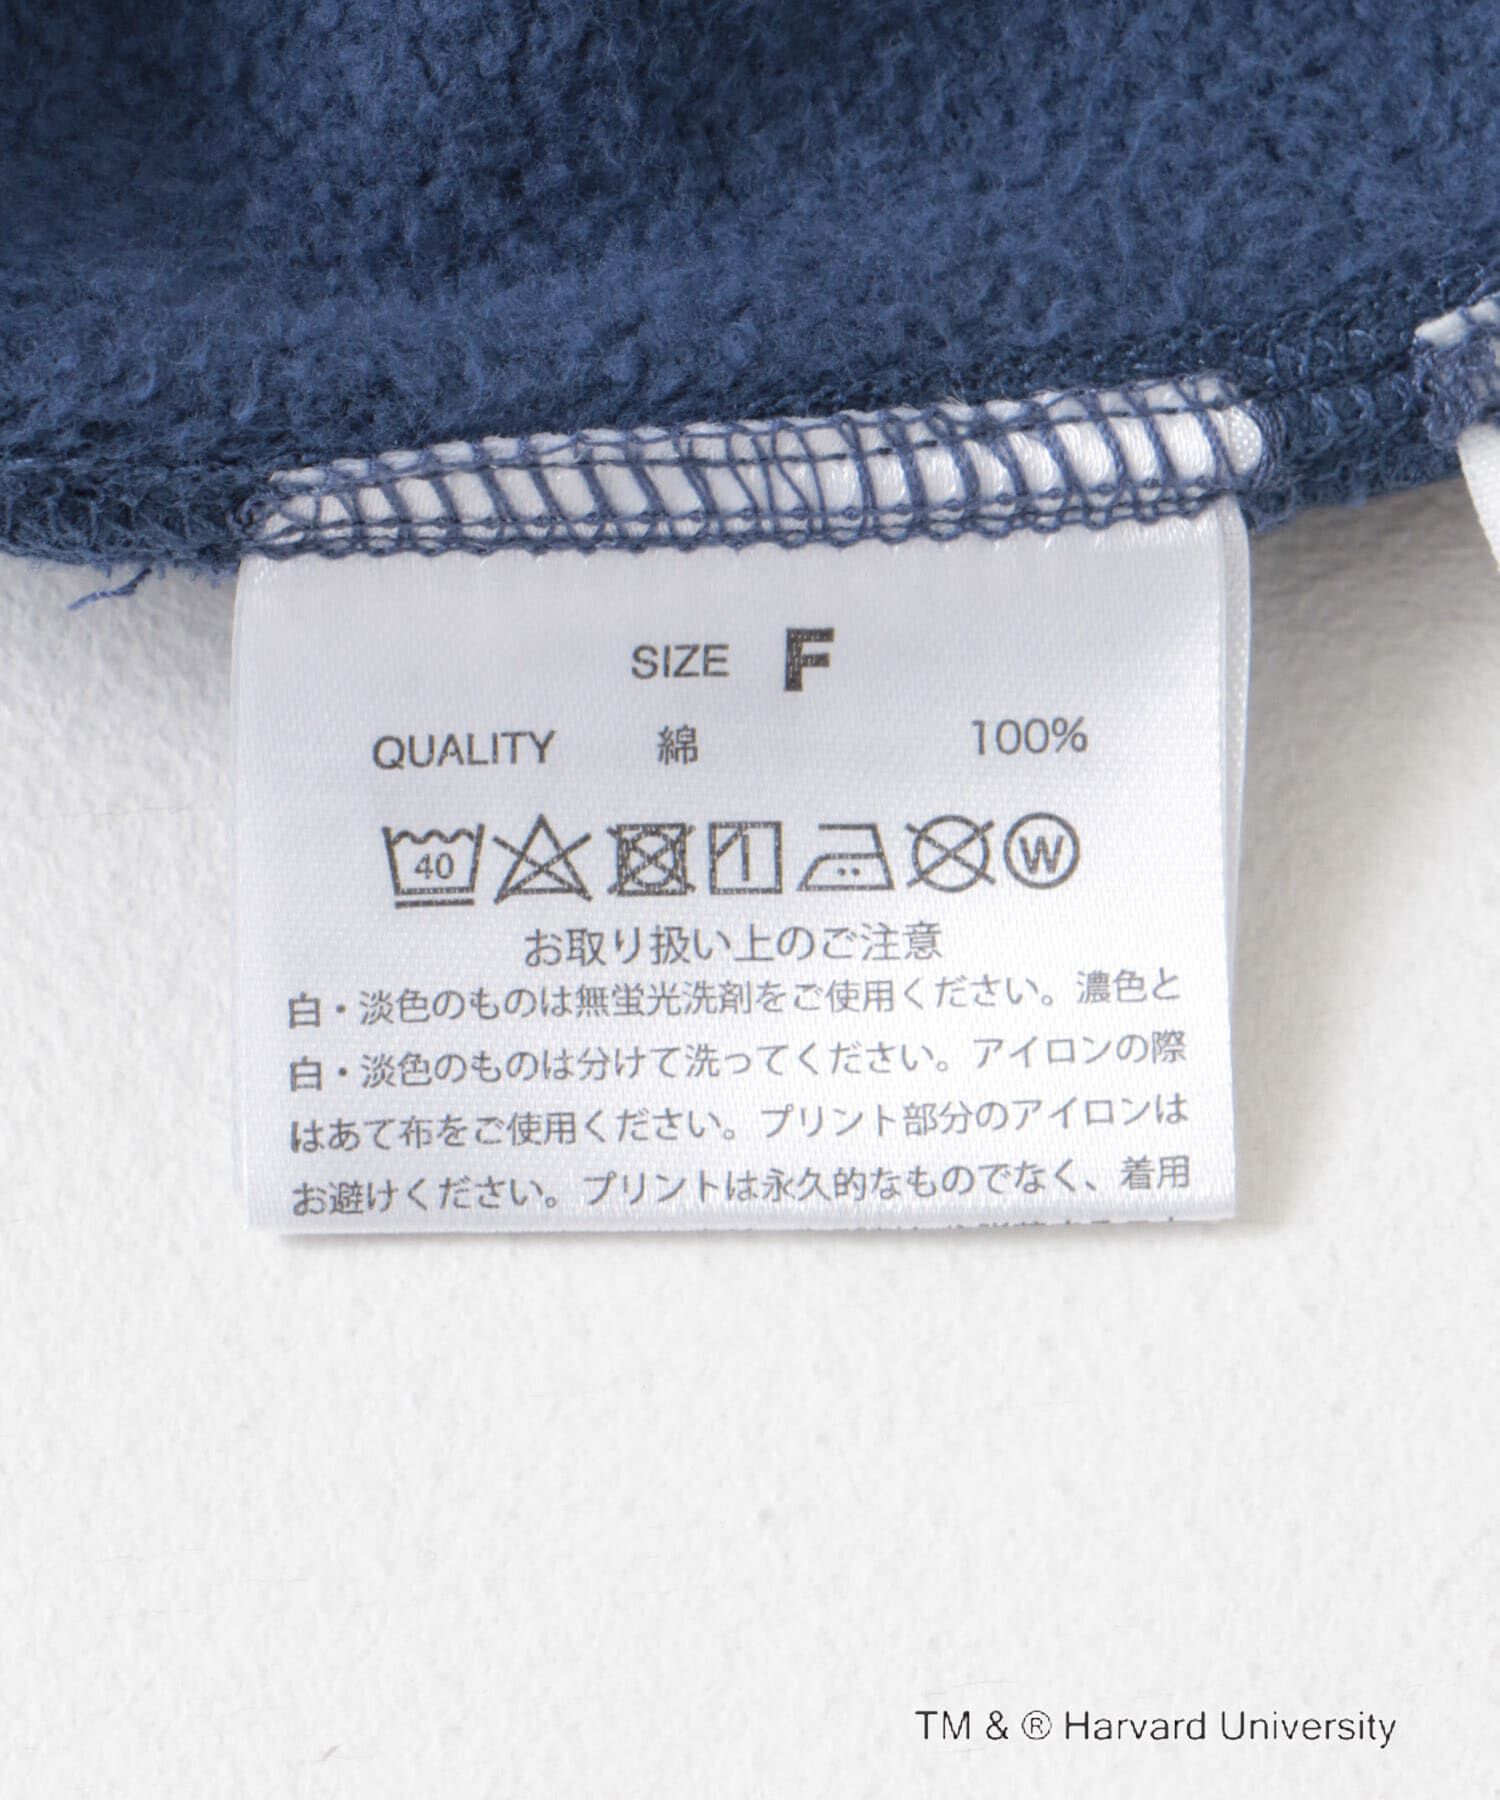 SIZE F
QUALITY 綿 100%
40 W
お取り扱い上のご注意
白・淡色のものは無蛍光洗剤をご使用ください。濃色と
白・淡色のものは分けて洗ってください。アイロンの際
はあて布をご使用ください。プリント部分のアイロンは
お避けください。プリントは永久的なものでなく、着用
TM & ® Harvard University